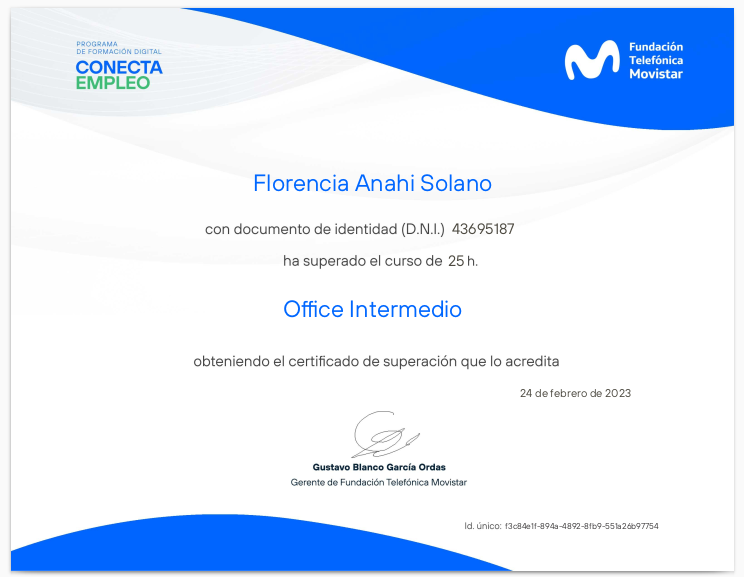 PROGRAMA
DE FORMACIÓN DIGITAL
CONECTA
EMPLEO
Fundación
Telefónica
Movistar
Florencia Anahi Solano
con documento de identidad (D.N.I.) 43695187
ha superado el curso de 25 h.
Office Intermedio
obteniendo el certificado de superación que lo acredita
24 de febrero de 2023
Gustavo Blanco García Ordas
Gerente de Fundación Telefónica Movistar
Id. único: f3c84e1f-894a-4892-8fb9-551a26b97754